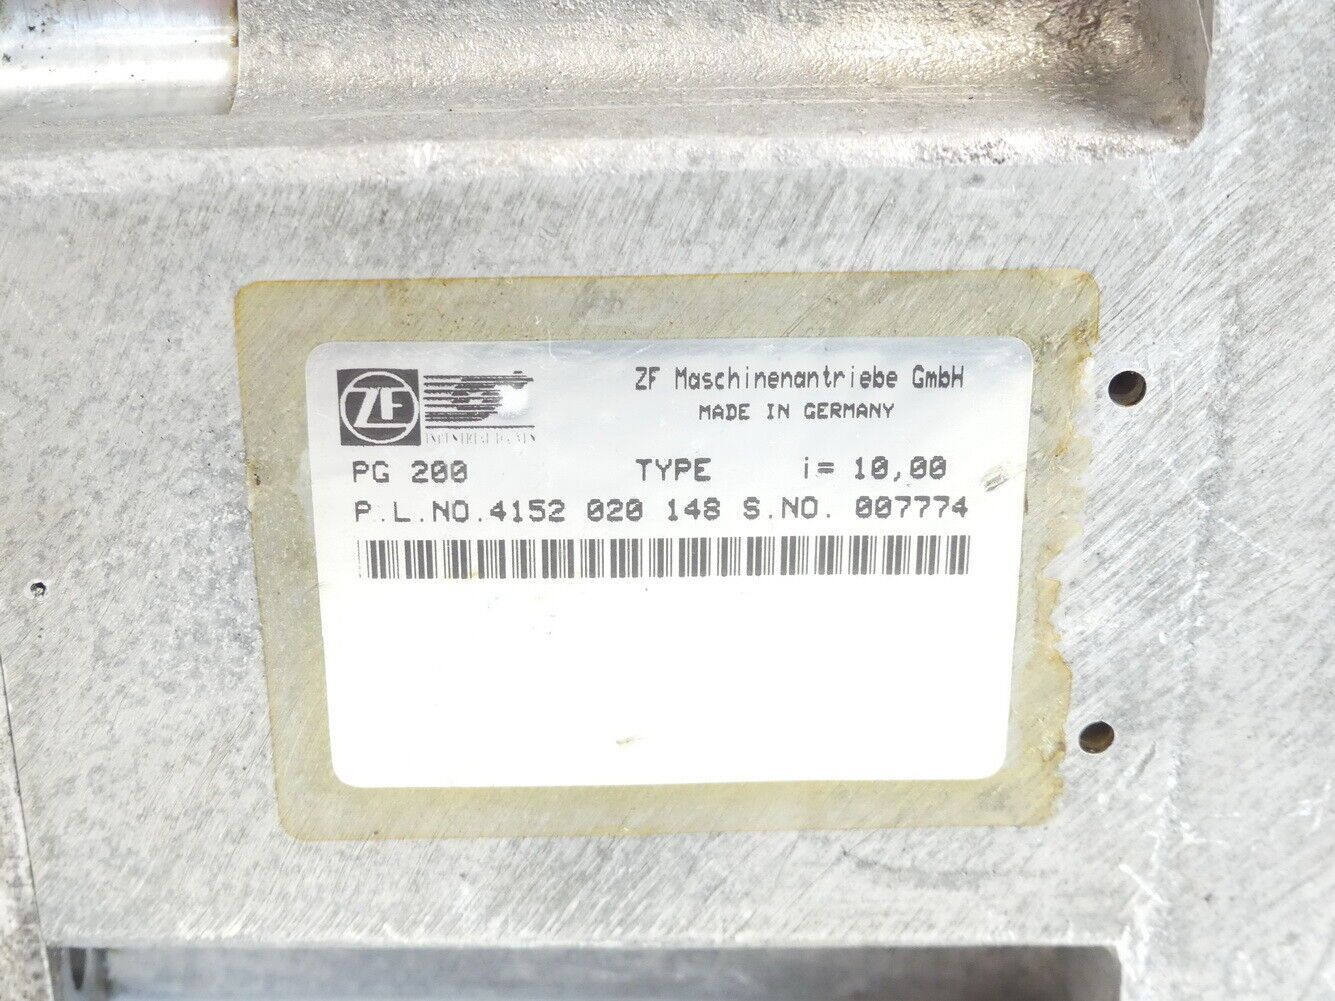 ZF
ZF Maschinenantriebe GmbH
MADE IN GERMANY
PG 200 TYPE i= 10,00
P.L.NO.4152 020 148 S.NO. 007774